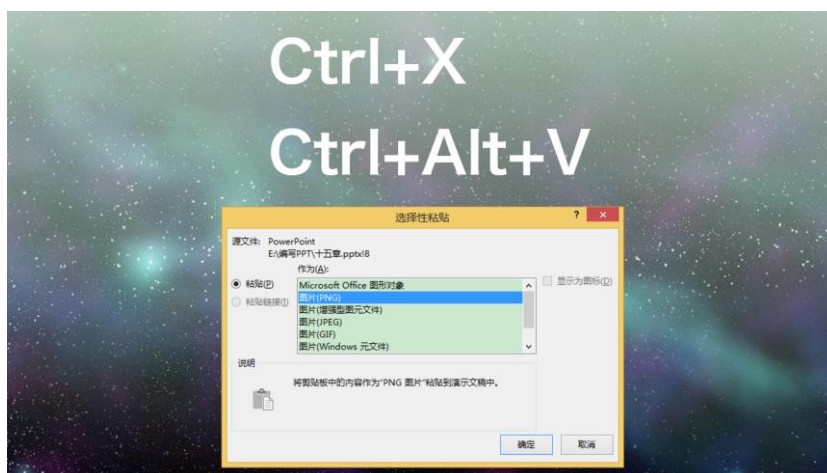 Ctrl+X
Ctrl+Alt+V
选择性粘贴
源文件: PowerPoint
E:\编写PPT\十五章.pptx!8
作为(A):
粘贴(P)
粘贴链接(I)
Microsoft Office 图形对象
图片(PNG)
图片(增强型图元文件)
图片(JPEG)
图片(GIF)
图片(Windows 元文件)
显示为图标(D)
说明
将剪贴板中的内容作为“PNG 图片”粘贴到演示文稿中。
确定
取消